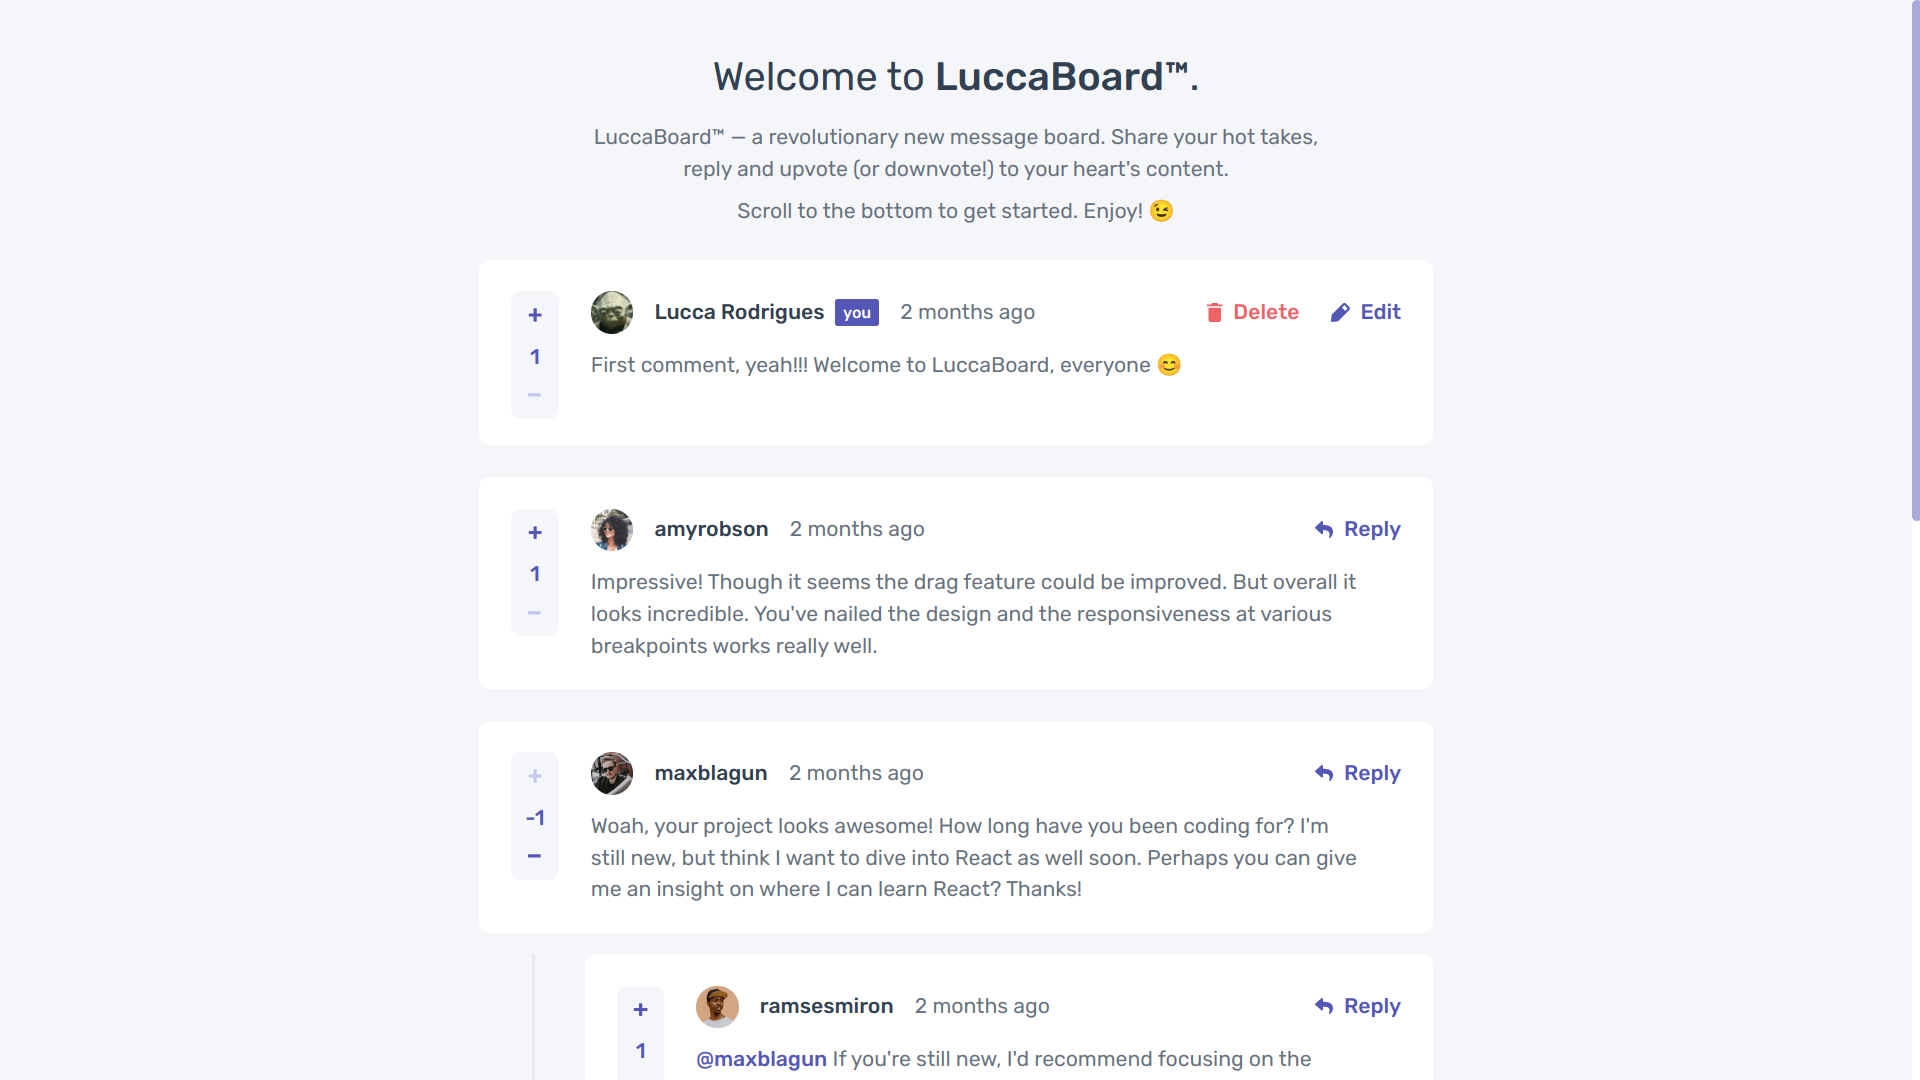 Welcome to LuccaBoard™.
LuccaBoard™ — a revolutionary new message board. Share your hot takes,
reply and upvote (or downvote!) to your heart's content.
Scroll to the bottom to get started. Enjoy! 😉
+
1
−
Lucca Rodrigues you 2 months ago Delete Edit
First comment, yeah!!! Welcome to LuccaBoard, everyone 😊
+
1
−
amyrobson 2 months ago Reply
Impressive! Though it seems the drag feature could be improved. But overall it
looks incredible. You've nailed the design and the responsiveness at various
breakpoints works really well.
+
-1
−
maxblagun 2 months ago Reply
Woah, your project looks awesome! How long have you been coding for? I'm
still new, but think I want to dive into React as well soon. Perhaps you can give
me an insight on where I can learn React? Thanks!
+
1
ramsesmiron 2 months ago Reply
@maxblagun If you're still new, I'd recommend focusing on the